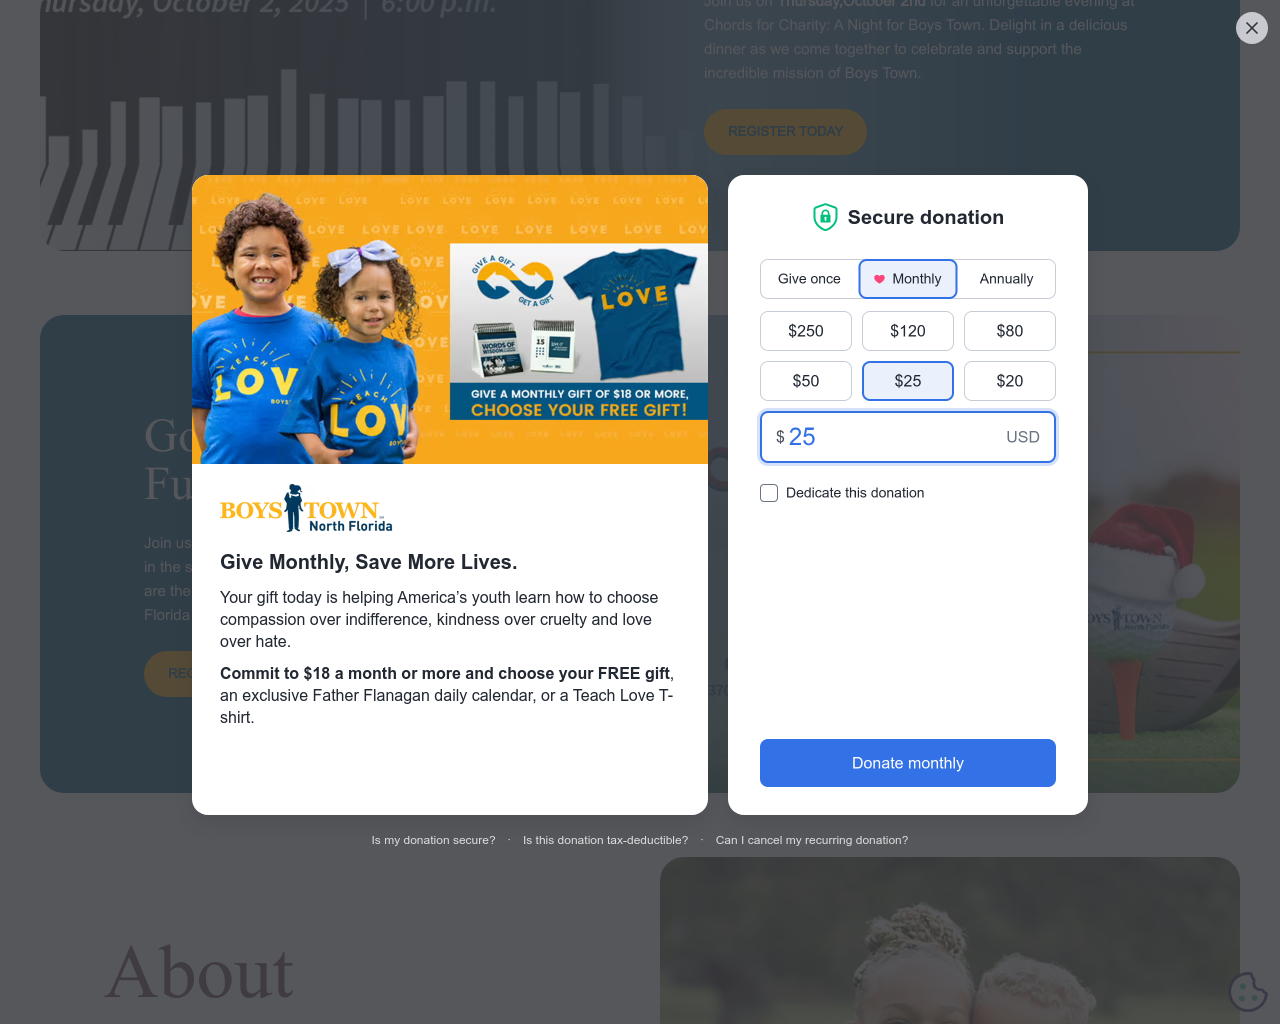 Thursday, October 2, 2025 | 6:00 p.m.
Join us on Thursday,October 2nd for an unforgettable evening at
Chords for Charity: A Night for Boys Town. Delight in a delicious
dinner as we come together to celebrate and support the
incredible mission of Boys Town.
REGISTER TODAY
LOVE
GIVE A GIFT
GET A GIFT
LOVE
WORDS OF
WISDOM
15
TEACH
LOV
BOYS
TEACH
LOV
GIVE A MONTHLY GIFT OF $18 OR MORE,
CHOOSE YOUR FREE GIFT!
BOYS TOWN
North Florida
Give Monthly, Save More Lives.
Your gift today is helping America’s youth learn how to choose
compassion over indifference, kindness over cruelty and love
over hate.
Commit to $18 a month or more and choose your FREE gift,
an exclusive Father Flanagan daily calendar, or a Teach Love T-
shirt.
Secure donation
Give once
Monthly
Annually
$250
$120
$80
$50
$25
$20
$ 25 USD
Dedicate this donation
Donate monthly
Go
Fu
Join us
in the s
are the
Florida
REG
Is my donation secure? · Is this donation tax-deductible? · Can I cancel my recurring donation?
About